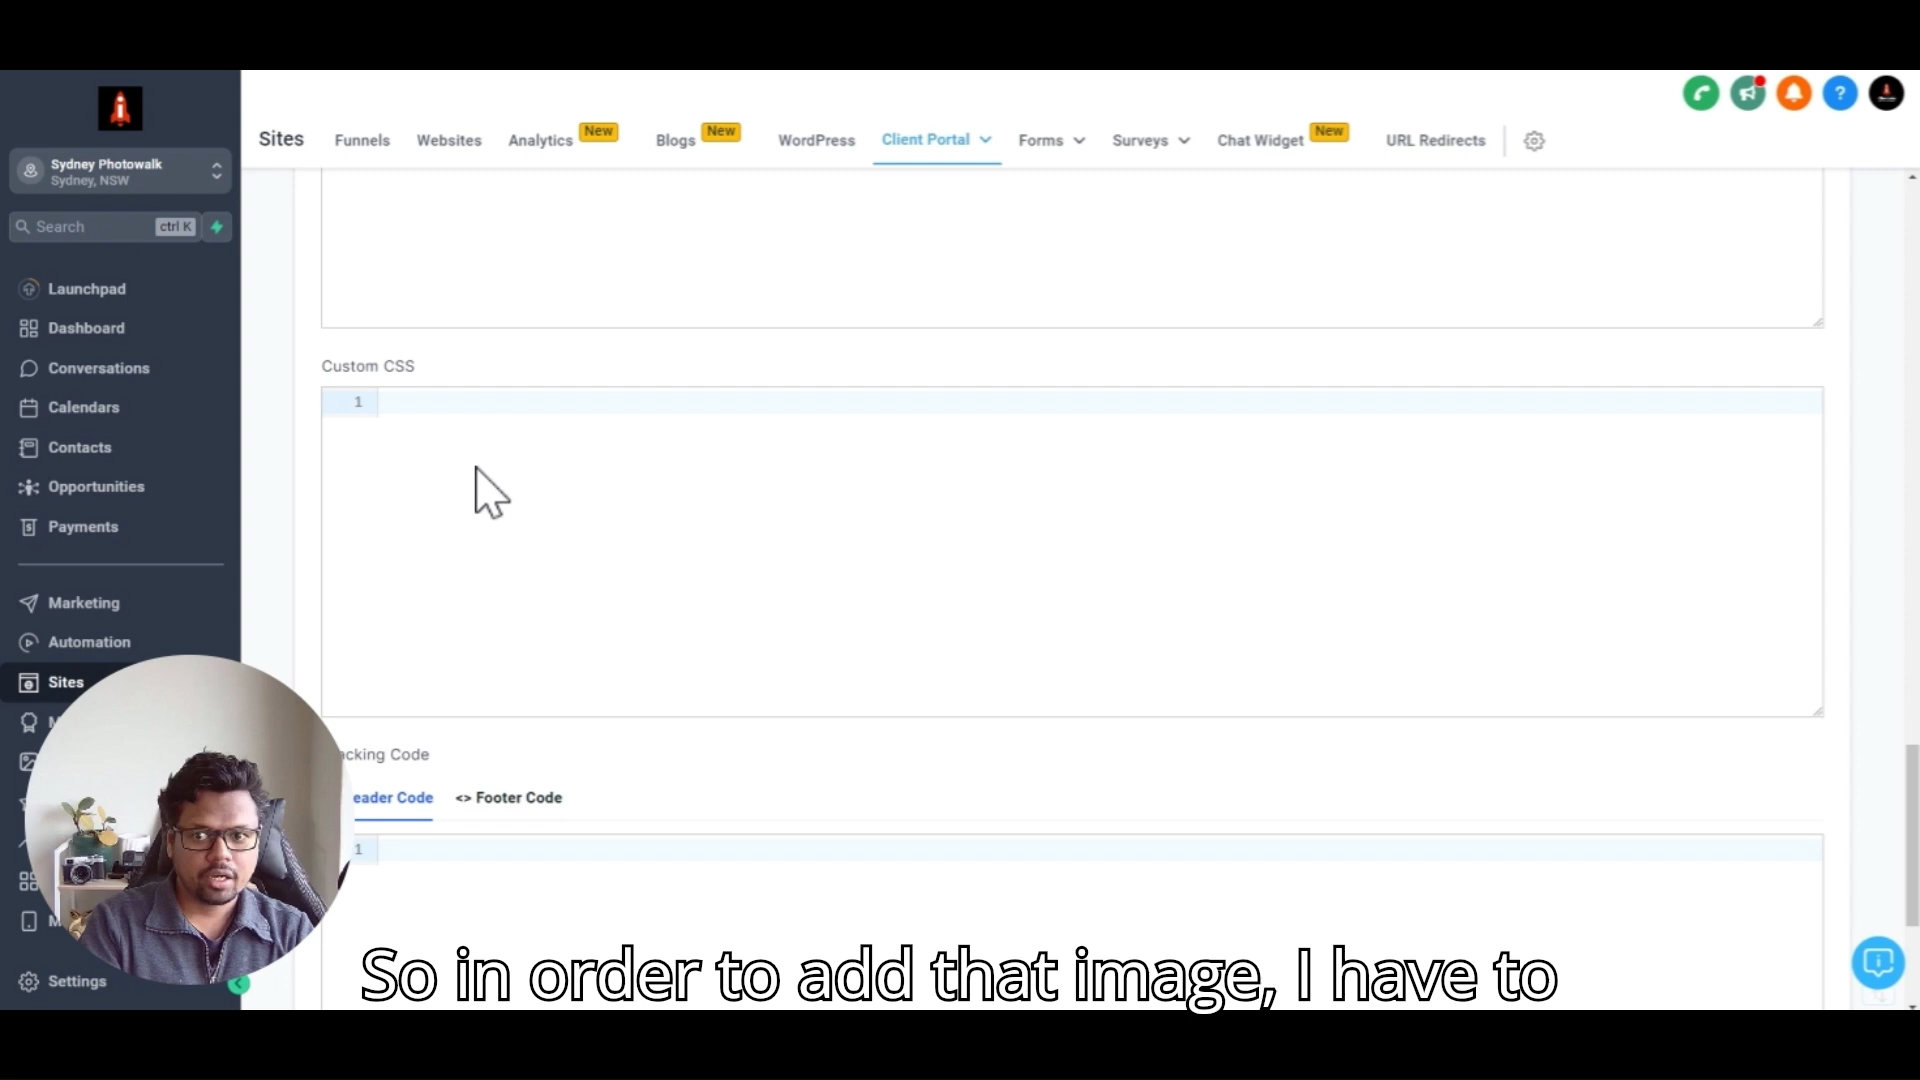 Sydney Photowalk
Sydney, NSW
Search
ctrl K
Launchpad
Dashboard
Conversations
Calendars
Contacts
Opportunities
Payments
Marketing
Automation
Sites
Settings
Sites
Funnels
Websites
Analytics
New
Blogs
New
WordPress
Client Portal
Forms
Surveys
Chat Widget
New
URL Redirects
?
Custom CSS
1
acking Code
eader Code
<> Footer Code
1
So in order to add that image, I have to